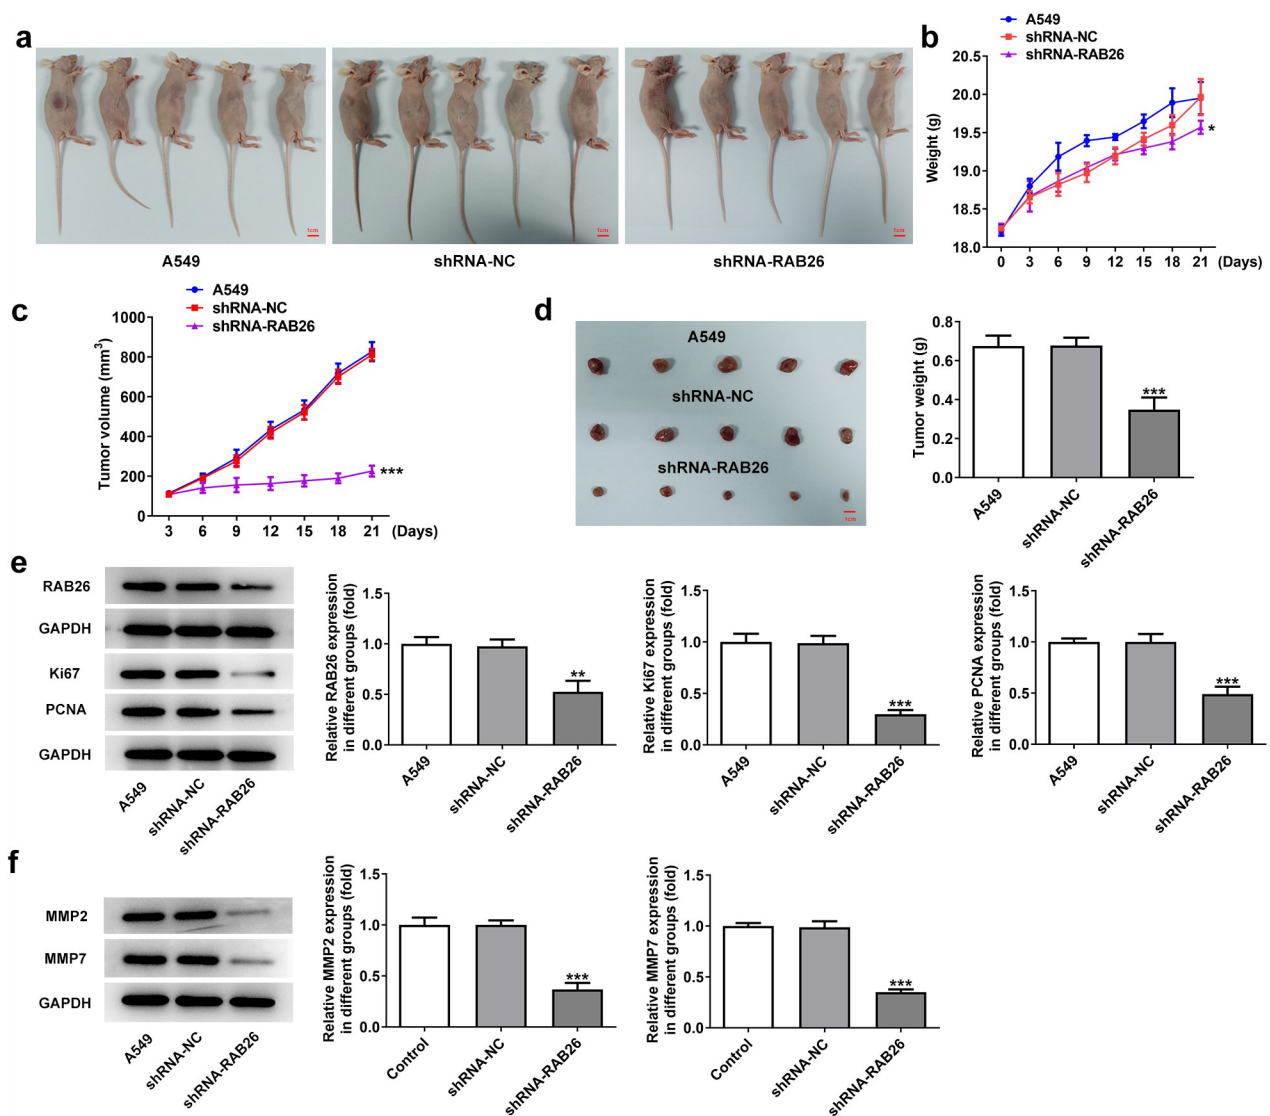 a
1cm
1cm
1cm
A549
shRNA-NC
shRNA-RAB26
b
A549
shRNA-NC
shRNA-RAB26
Weight (g)
20.5
20.0
19.5
19.0
18.5
18.0
*
0 3 6 9 12 15 18 21 (Days)
c
A549
shRNA-NC
shRNA-RAB26
Tumor volume (mm3)
1000
800
600
400
200
0
***
3 6 9 12 15 18 21 (Days)
d
A549
shRNA-NC
shRNA-RAB26
1cm
Tumor weight (g)
0.8
0.6
0.4
0.2
0.0
***
A549
shRNA-NC
shRNA-RAB26
e
RAB26
GAPDH
Ki67
PCNA
GAPDH
A549
shRNA-NC
shRNA-RAB26
Relative RAB26 expression
in different groups (fold)
1.5
1.0
0.5
0.0
**
A549
shRNA-NC
shRNA-RAB26
Relative Ki67 expression
in different groups (fold)
1.5
1.0
0.5
0.0
***
A549
shRNA-NC
shRNA-RAB26
Relative PCNA expression
in different groups (fold)
1.5
1.0
0.5
0.0
***
A549
shRNA-NC
shRNA-RAB26
f
MMP2
MMP7
GAPDH
A549
shRNA-NC
shRNA-RAB26
Relative MMP2 expression
in different groups (fold)
1.5
1.0
0.5
0.0
***
Control
shRNA-NC
shRNA-RAB26
Relative MMP7 expression
in different groups (fold)
1.5
1.0
0.5
0.0
***
Control
shRNA-NC
shRNA-RAB26